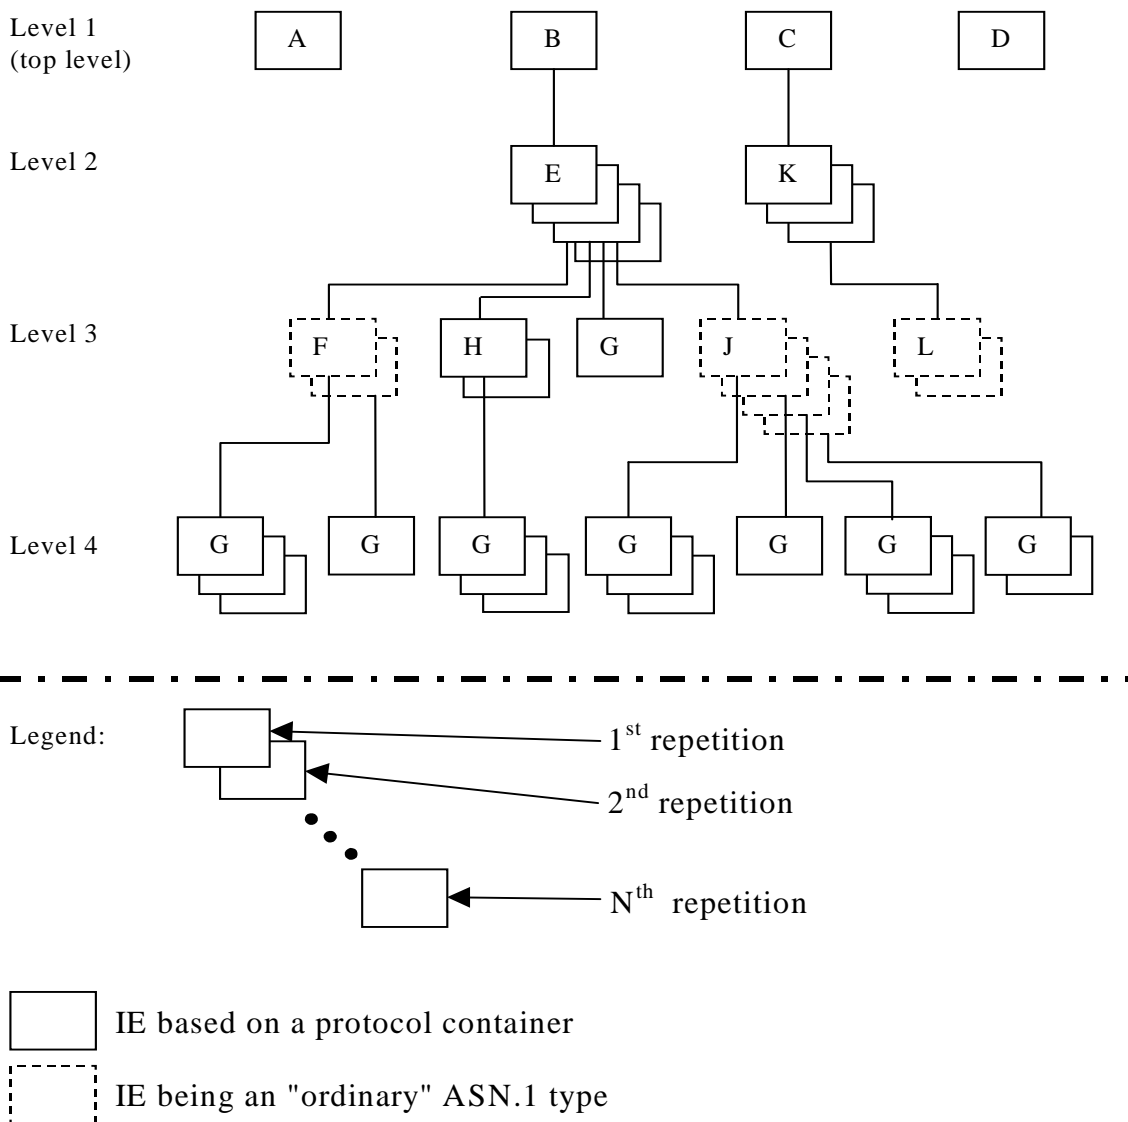 Level 1
(top level)
A B C D
Level 2
E K
Level 3
F H G J L
Level 4
G G G G G G G
Legend:
1st repetition
2nd repetition
Nth repetition
IE based on a protocol container
IE being an "ordinary" ASN.1 type